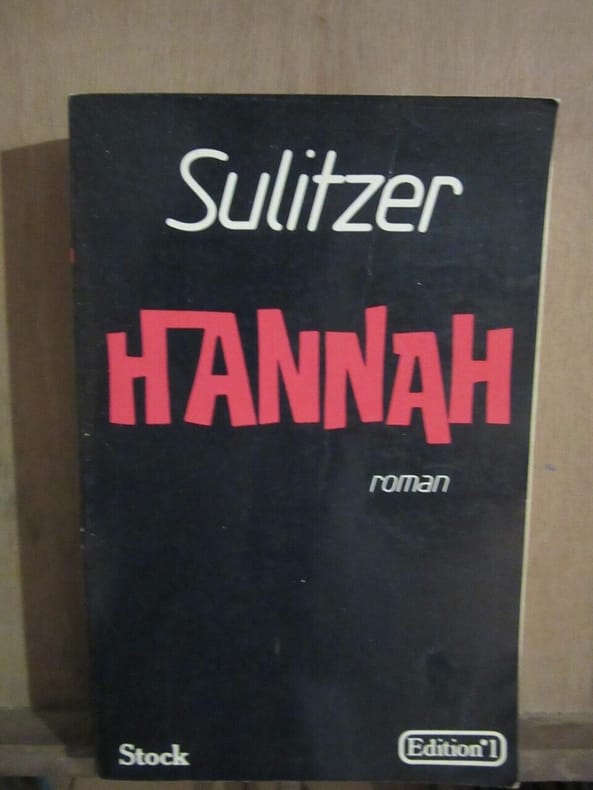 Sulitzer
HANNAH
roman
Stock
Edition°1